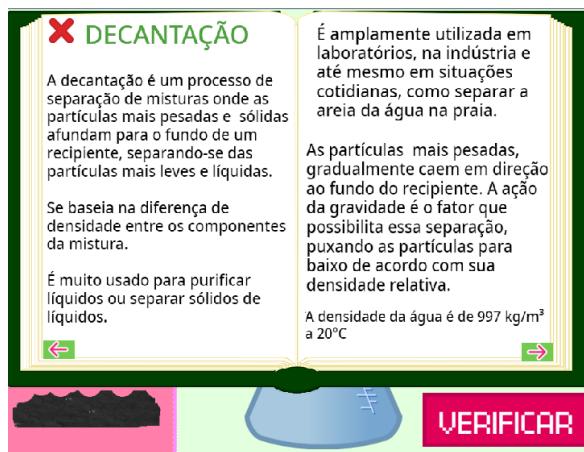 DECANTAÇÃO
A decantação é um processo de
separação de misturas onde as
partículas mais pesadas e sólidas
afundam para o fundo de um
recipiente, separando-se das
partículas mais leves e líquidas.
Se baseia na diferença de
densidade entre os componentes
da mistura.
É muito usado para purificar
líquidos ou separar sólidos de
líquidos.
É amplamente utilizada em
laboratórios, na indústria e
até mesmo em situações
cotidianas, como separar a
areia da água na praia.
As partículas mais pesadas,
gradualmente caem em direção
ao fundo do recipiente. A ação
da gravidade é o fator que
possibilita essa separação,
puxando as partículas para
baixo de acordo com sua
densidade relativa.
A densidade da água é de 997 kg/m³
a 20°C
VERIFICAR